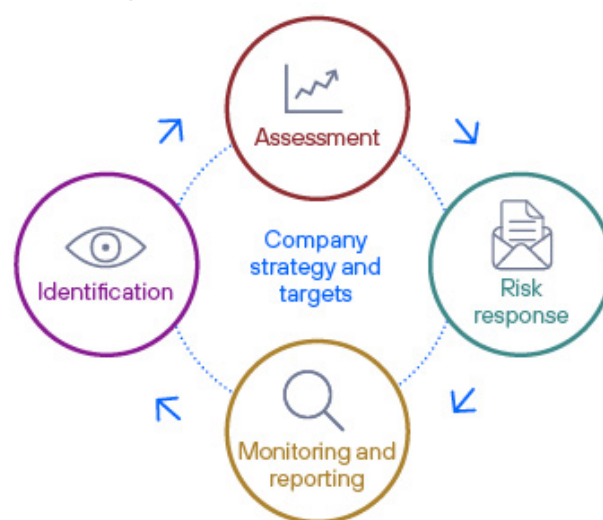 Assessment
Company
strategy and
targets
Identification
Risk
response
Monitoring and
reporting